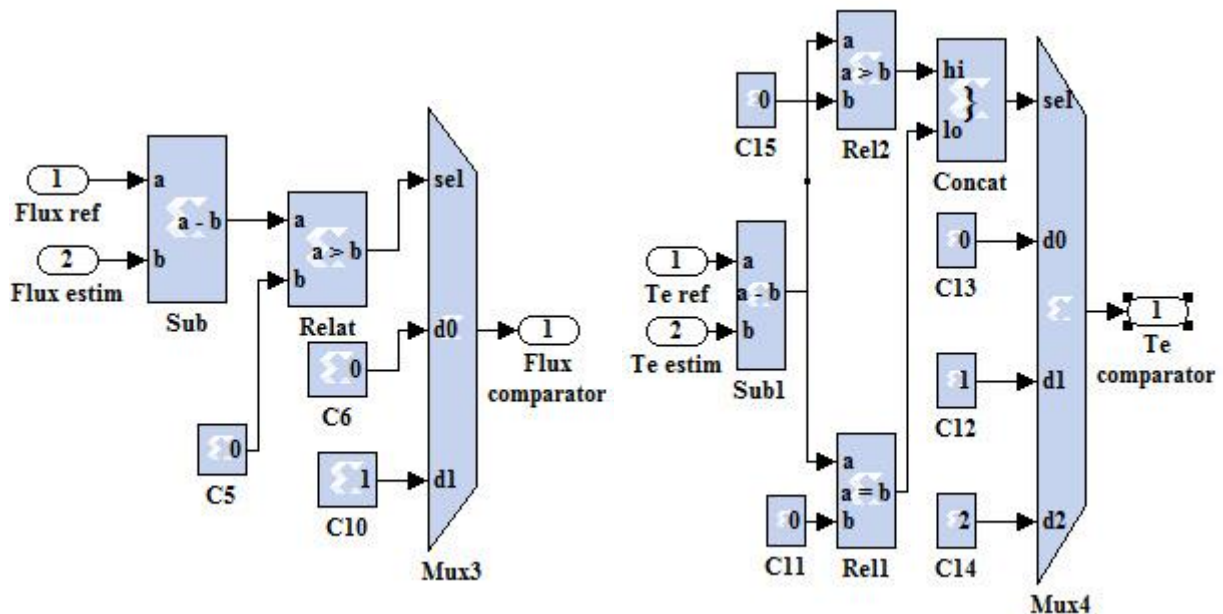 1
Flux ref
2
Flux estim
a
b
a - b
Sub
a
b
a > b
Relat
0
C5
0
C6
1
C10
sel
d0
d1
Mux3
1
Flux
comparator
1
Te ref
2
Te estim
a
a - b
b
Sub1
0
C15
a
a > b
b
Rel2
0
C11
a
a = b
b
Rel1
hi
}
lo
Concat
0
C13
1
C12
2
C14
sel
d0
d1
d2
Mux4
1
Te
comparator